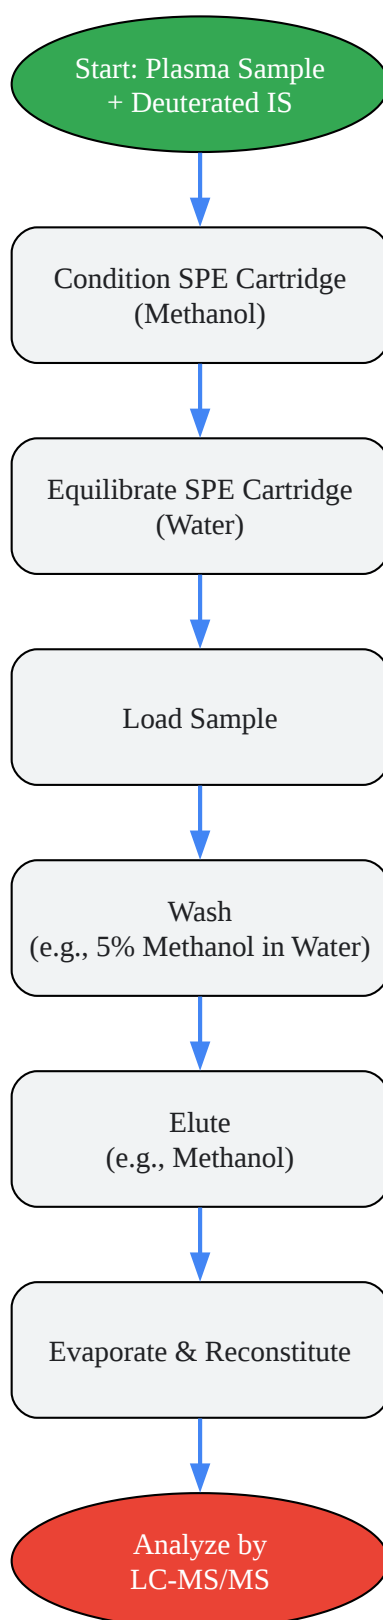 Start: Plasma Sample
+ Deuterated IS
Condition SPE Cartridge
(Methanol)
Equilibrate SPE Cartridge
(Water)
Load Sample
Wash
(e.g., 5% Methanol in Water)
Elute
(e.g., Methanol)
Evaporate & Reconstitute
Analyze by
LC-MS/MS